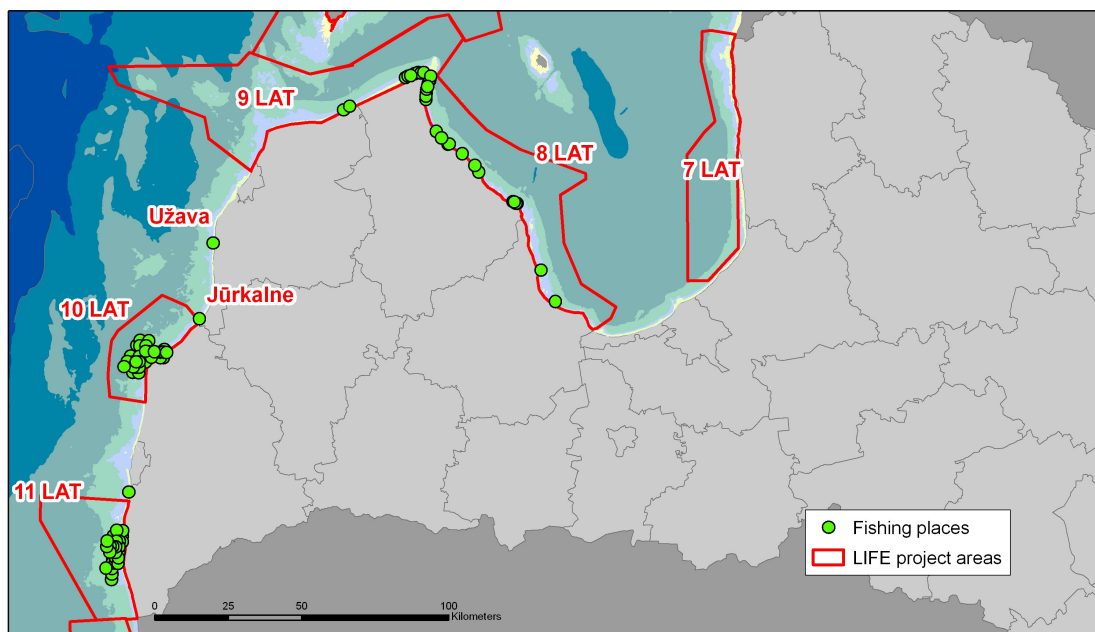 9 LAT
8 LAT
7 LAT
Užava
Jūrkalne
10 LAT
11 LAT
Fishing places
LIFE project areas
0 25 50 100
Kilometers